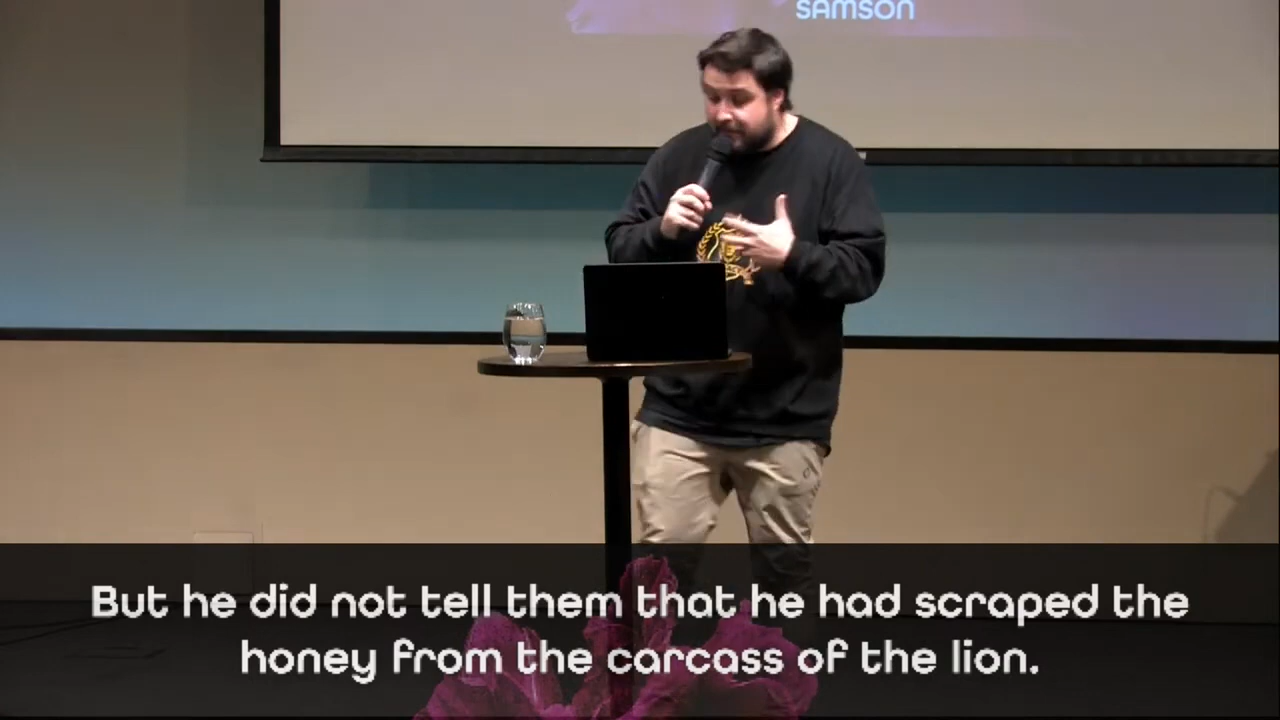 SAMSON
But he did not tell them that he had scraped the
honey from the carcass of the lion.